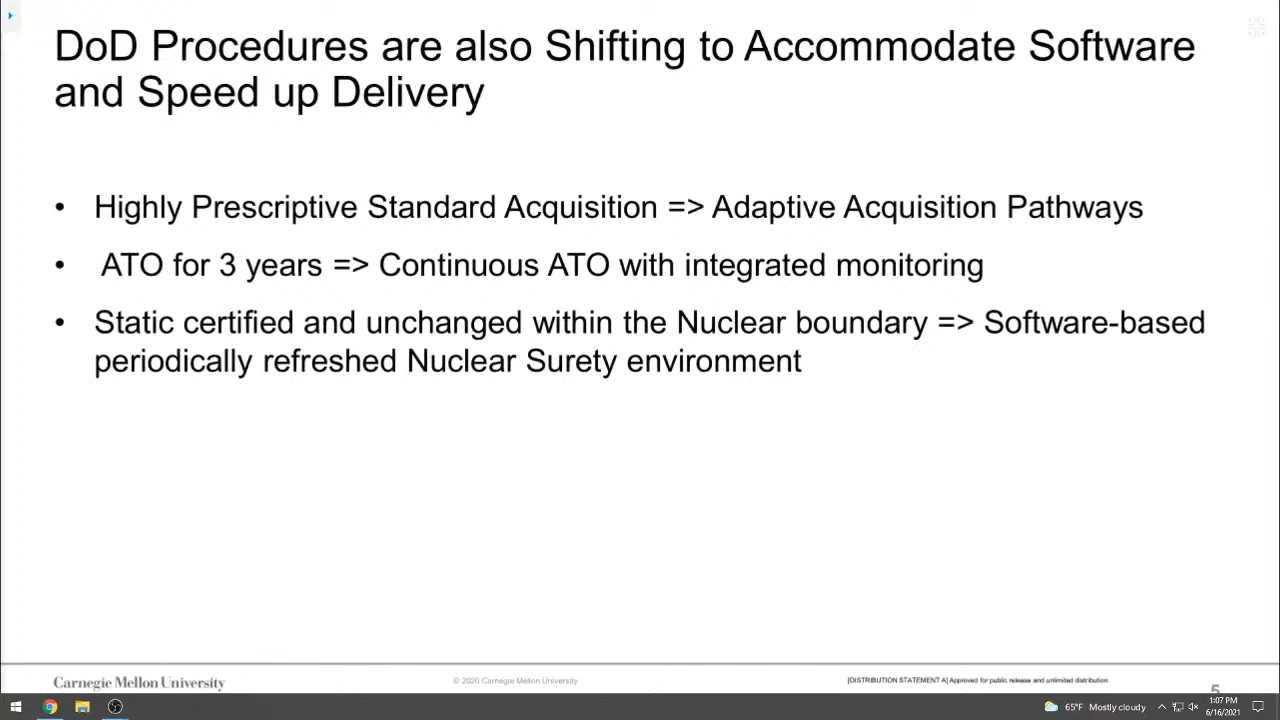 DoD Procedures are also Shifting to Accommodate Software
and Speed up Delivery
• Highly Prescriptive Standard Acquisition => Adaptive Acquisition Pathways
• ATO for 3 years => Continuous ATO with integrated monitoring
• Static certified and unchanged within the Nuclear boundary => Software-based
periodically refreshed Nuclear Surety environment
Carnegie Mellon University
© 2020 Carnegie Mellon University
[DISTRIBUTION STATEMENT A] Approved for public release and unlimited distribution.
5
65°F Mostly cloudy
1:07 PM
6/16/2021